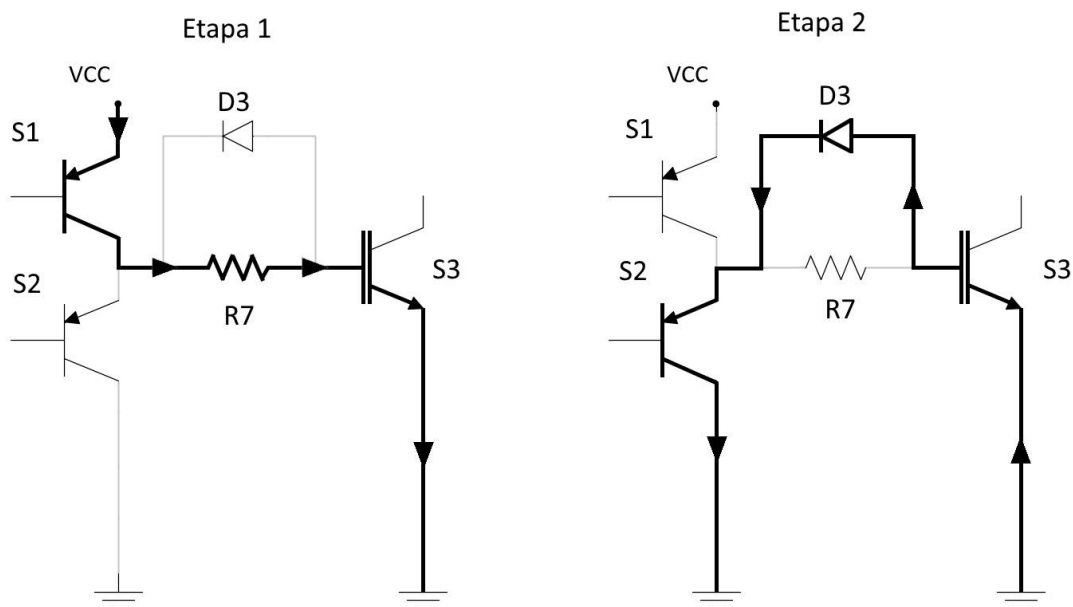 Etapa 1
VCC
D3
S1
S2
R7
S3
Etapa 2
VCC
D3
S1
S2
R7
S3